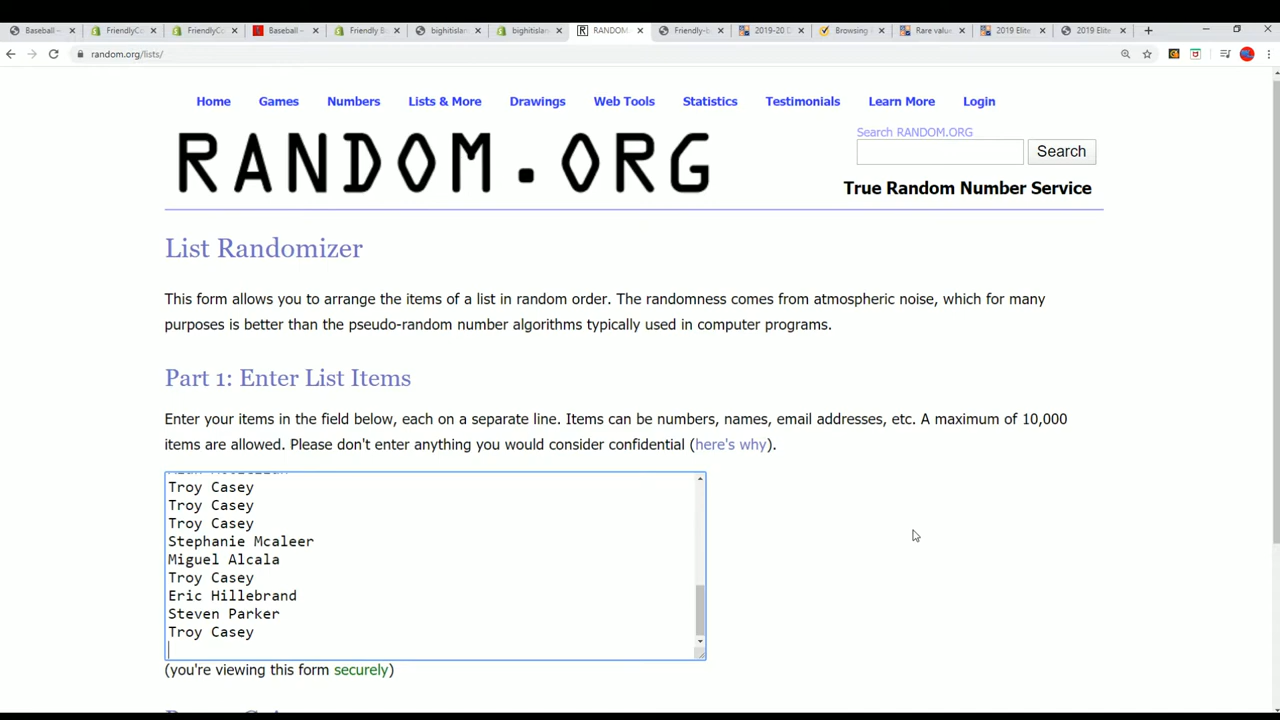 Baseball –
FriendlyCo
FriendlyCo
Baseball –
Friendly B
bighitslan
bighitslan
RANDOM.
Friendly-b
2019-20 D
Browsing
Rare value
2019 Elite
2019 Elite
random.org/lists/
Home Games Numbers Lists & More Drawings Web Tools Statistics Testimonials Learn More Login
RANDOM.ORG
Search RANDOM.ORG
Search
True Random Number Service
List Randomizer
This form allows you to arrange the items of a list in random order. The randomness comes from atmospheric noise, which for many
purposes is better than the pseudo-random number algorithms typically used in computer programs.
Part 1: Enter List Items
Enter your items in the field below, each on a separate line. Items can be numbers, names, email addresses, etc. A maximum of 10,000
items are allowed. Please don't enter anything you would consider confidential (here's why).
Troy Casey
Troy Casey
Troy Casey
Stephanie Mcaleer
Miguel Alcala
Troy Casey
Eric Hillebrand
Steven Parker
Troy Casey
(you're viewing this form securely)